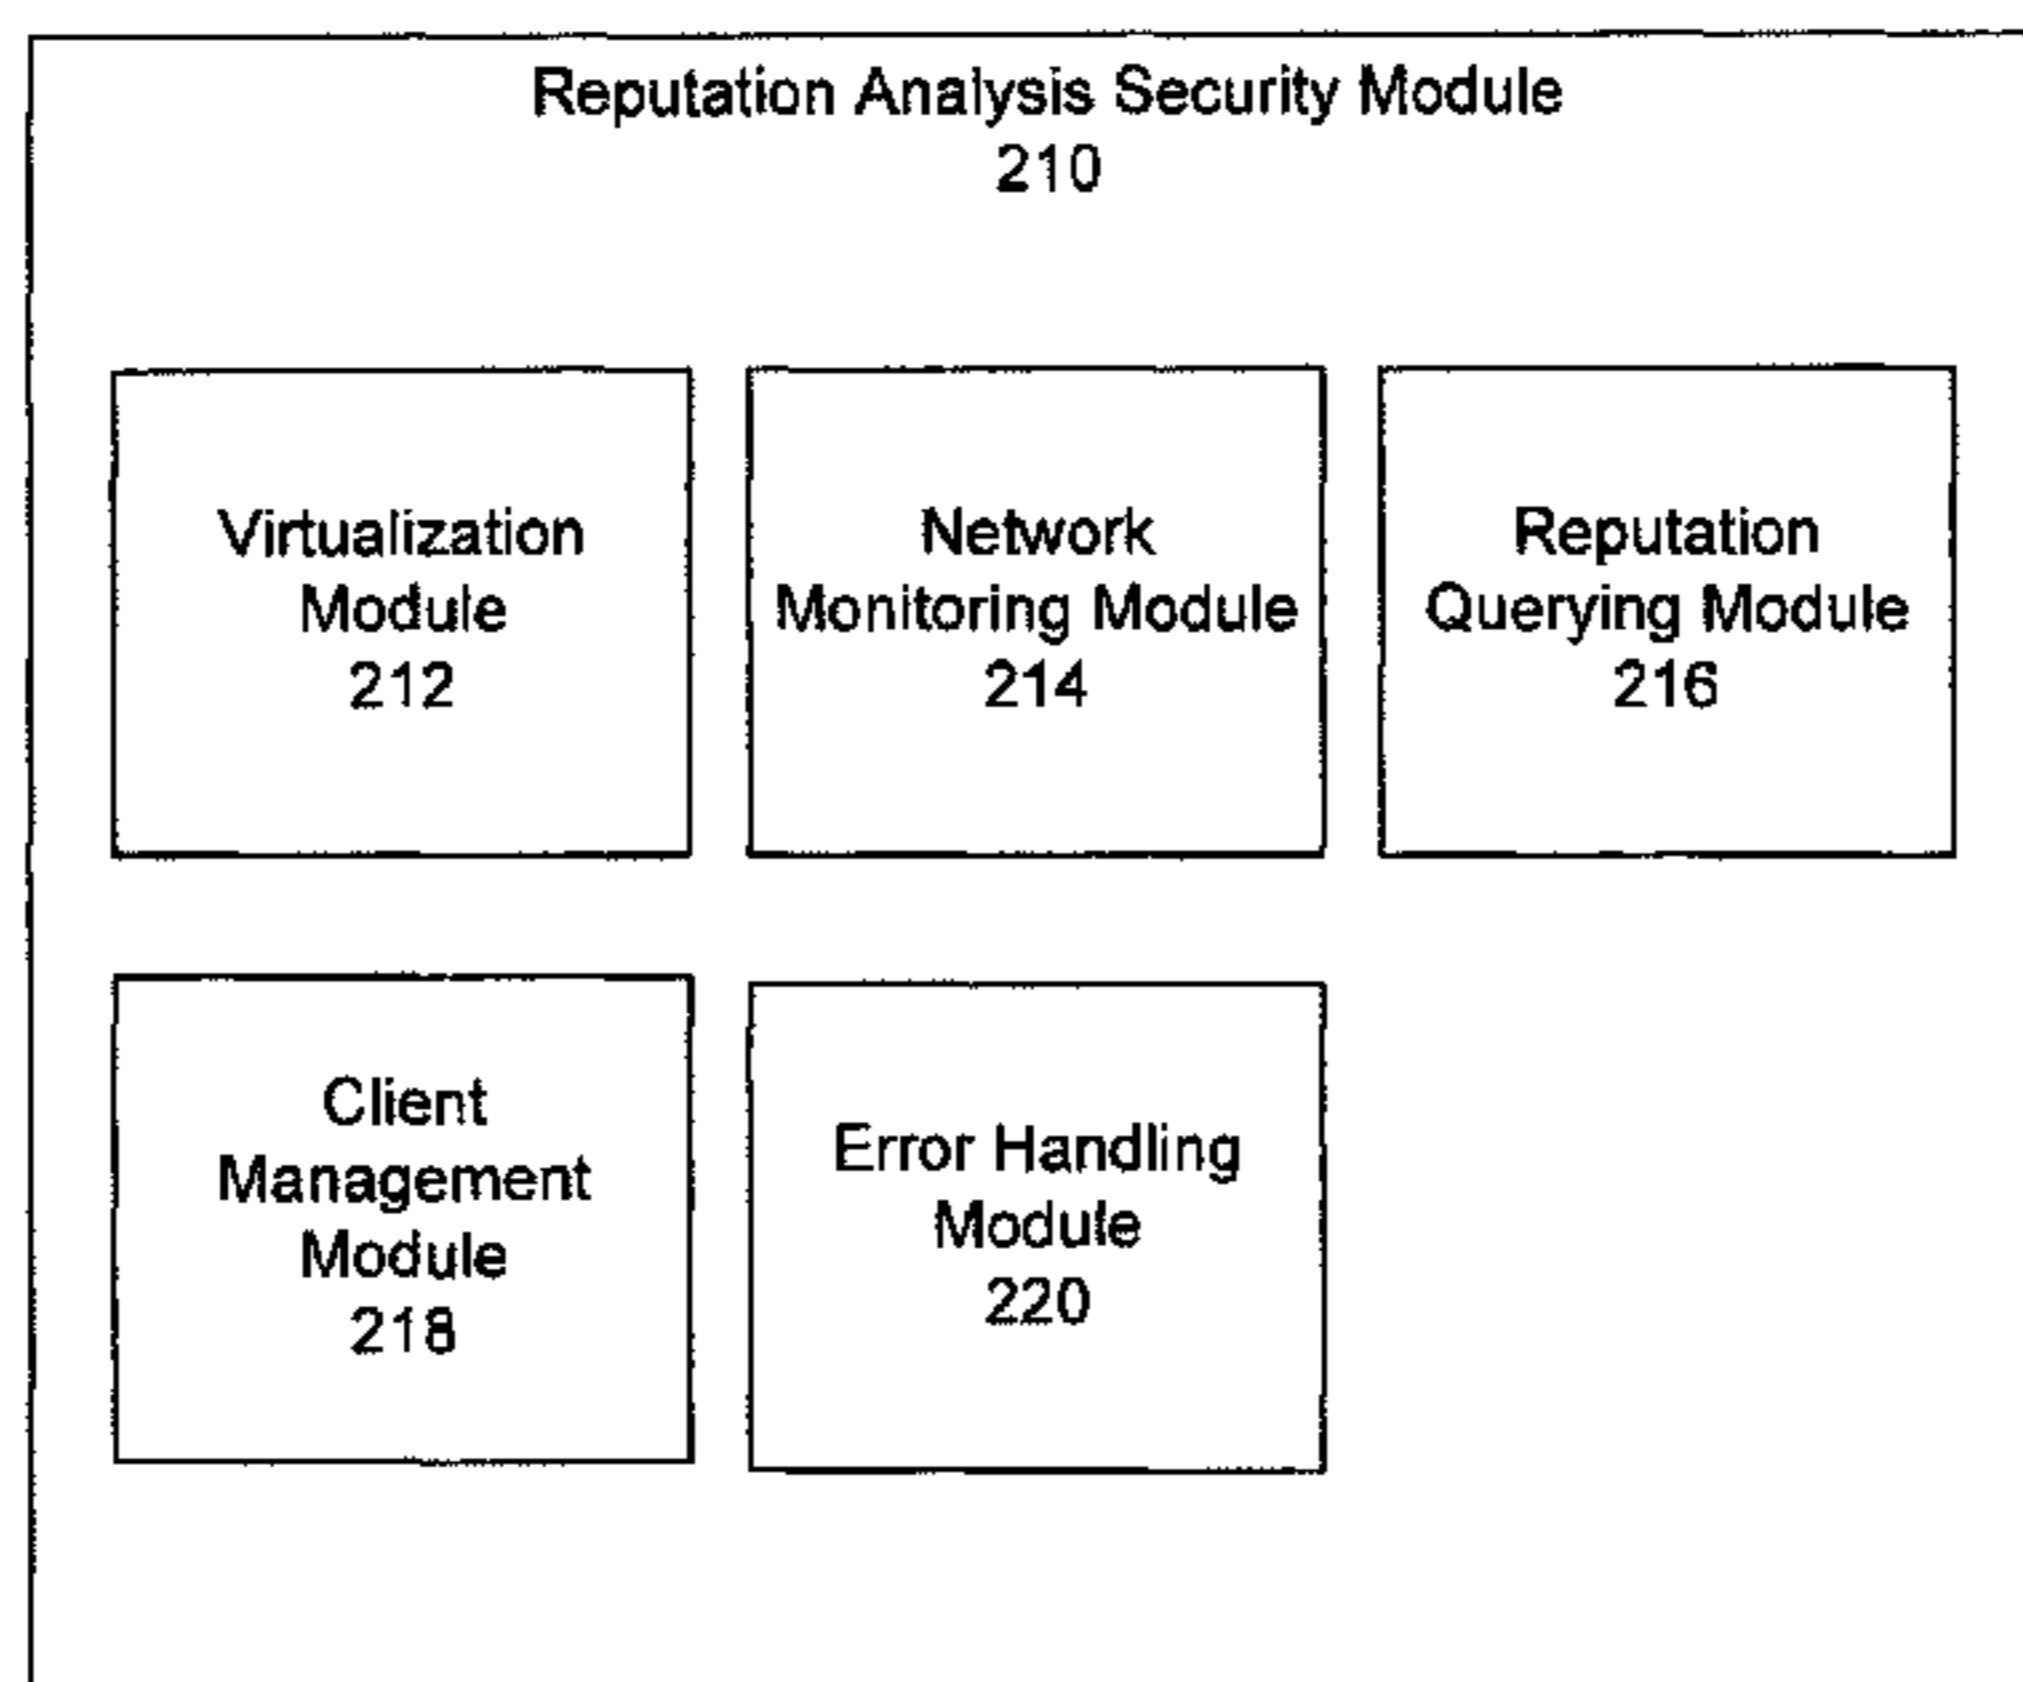 Reputation Analysis Security Module
210
Virtualization
Module
212
Network
Monitoring Module
214
Reputation
Querying Module
216
Client
Management
Module
218
Error Handling
Module
220